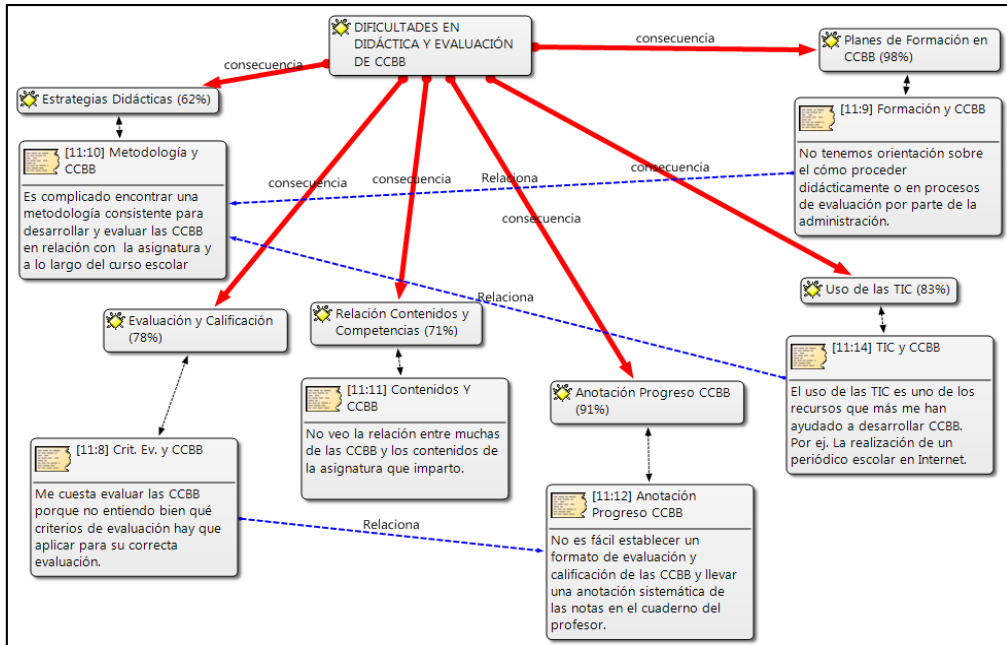 DIFICULTADES EN
DIDÁCTICA Y EVALUACIÓN
DE CCBB
consecuencia
Planes de Formación en
CCBB (98%)
consecuencia
Estrategias Didácticas (62%)
[11:9] Formación y CCBB
No tenemos orientación sobre
el cómo proceder
didácticamente o en procesos
de evaluación por parte de la
administración.
[11:10] Metodología y
CCBB
Es complicado encontrar una
metodología consistente para
desarrollar y evaluar las CCBB
en relación con la asignatura y
a lo largo del curso escolar
consecuencia
consecuencia
Relaciona
consecuencia
Relaciona
Uso de las TIC (83%)
Evaluación y Calificación
(78%)
Relación Contenidos y
Competencias (71%)
[11:14] TIC y CCBB
El uso de las TIC es uno de los
recursos que más me han
ayudado a desarrollar CCBB.
Por ej. La realización de un
periódico escolar en Internet.
[11:11] Contenidos Y
CCBB
No veo la relación entre muchas
de las CCBB y los contenidos de
la asignatura que imparto.
Anotación Progreso CCBB
(91%)
[11:8] Crit. Ev. y CCBB
Me cuesta evaluar las CCBB
porque no entiendo bien qué
criterios de evaluación hay que
aplicar para su correcta
evaluación.
Relaciona
[11:12] Anotación
Progreso CCBB
No es fácil establecer un
formato de evaluación y
calificación de las CCBB y llevar
una anotación sistemática de
las notas en el cuaderno del
profesor.